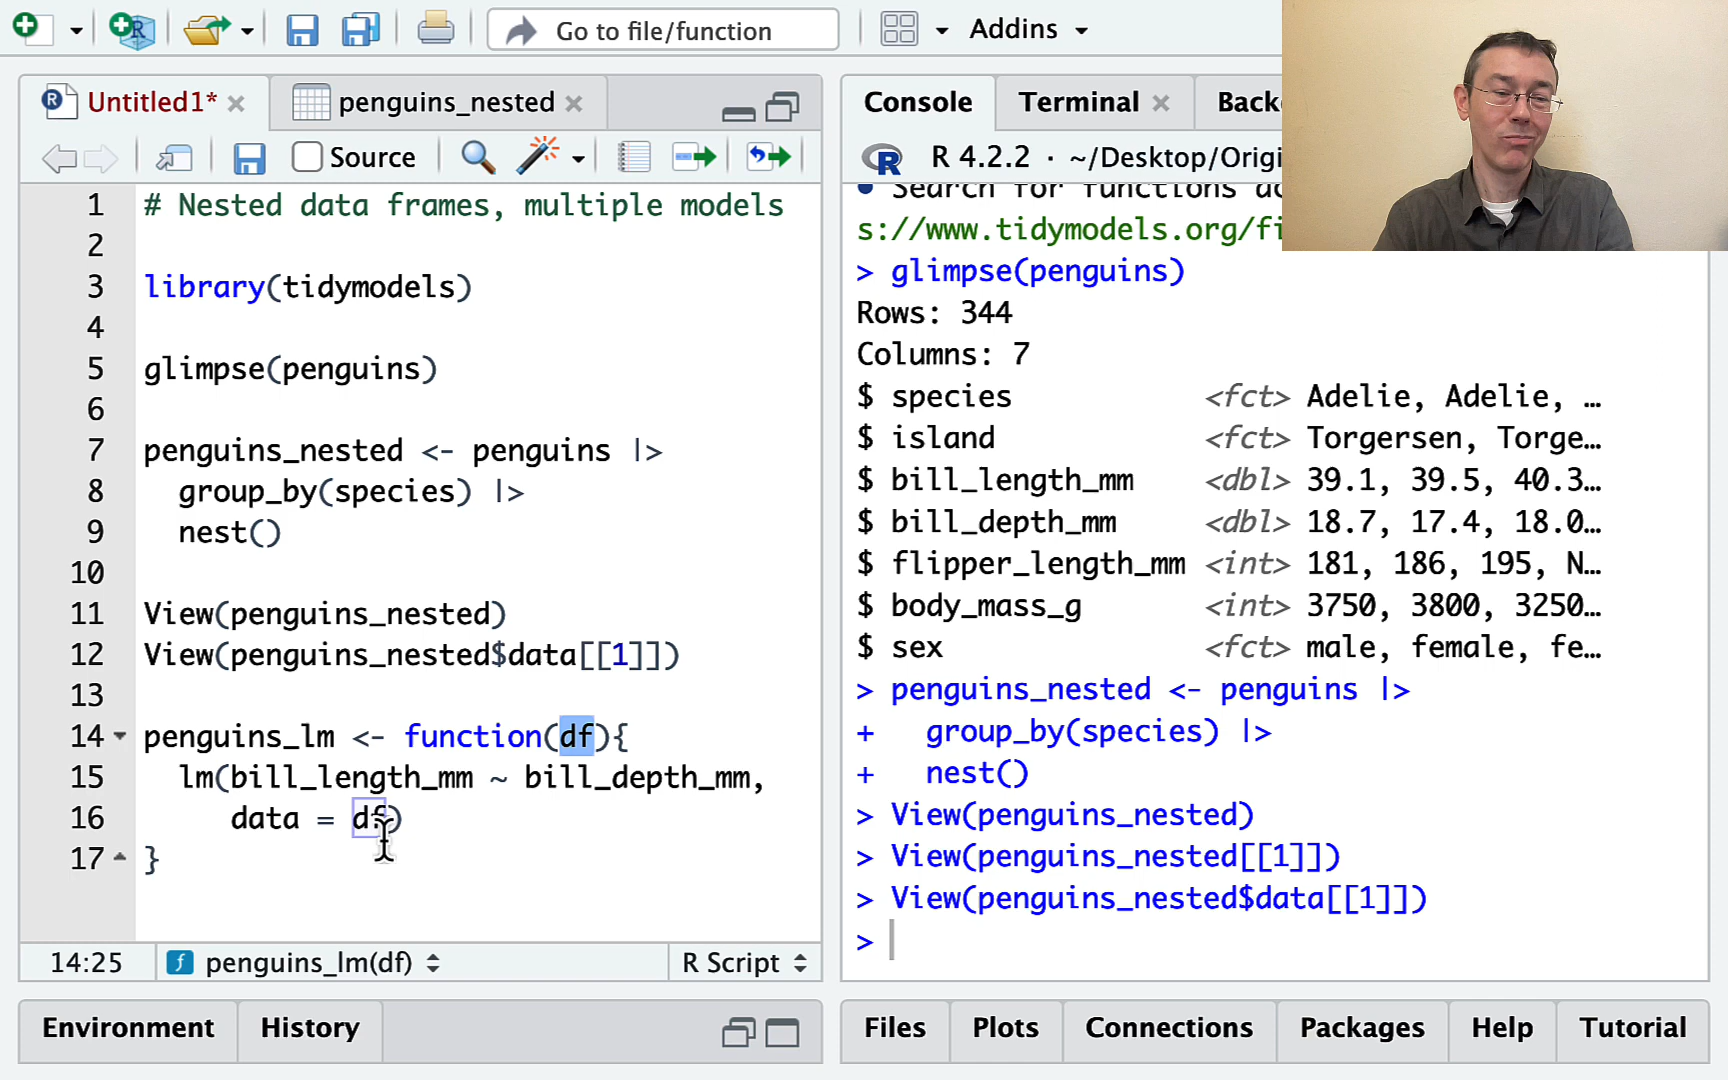 Go to file/function
Addins
Untitled1*
penguins_nested
Source
1 # Nested data frames, multiple models
2
3 library(tidymodels)
4
5 glimpse(penguins)
6
7 penguins_nested <- penguins |>
8 group_by(species) |>
9 nest()
10
11 View(penguins_nested)
12 View(penguins_nested$data[[1]])
13
14 penguins_lm <- function(df){
15 lm(bill_length_mm ~ bill_depth_mm,
16 data = df)
17 }
14:25 penguins_lm(df) R Script
Environment History
Console Terminal Back
R 4.2.2 · ~/Desktop/Origi
Search for functions ac
s://www.tidymodels.org/fi
> glimpse(penguins)
Rows: 344
Columns: 7
$ species <fct> Adelie, Adelie, …
$ island <fct> Torgersen, Torge…
$ bill_length_mm <dbl> 39.1, 39.5, 40.3…
$ bill_depth_mm <dbl> 18.7, 17.4, 18.0…
$ flipper_length_mm <int> 181, 186, 195, N…
$ body_mass_g <int> 3750, 3800, 3250…
$ sex <fct> male, female, fe…
> penguins_nested <- penguins |>
+ group_by(species) |>
+ nest()
> View(penguins_nested)
> View(penguins_nested[[1]])
> View(penguins_nested$data[[1]])
>
Files Plots Connections Packages Help Tutorial